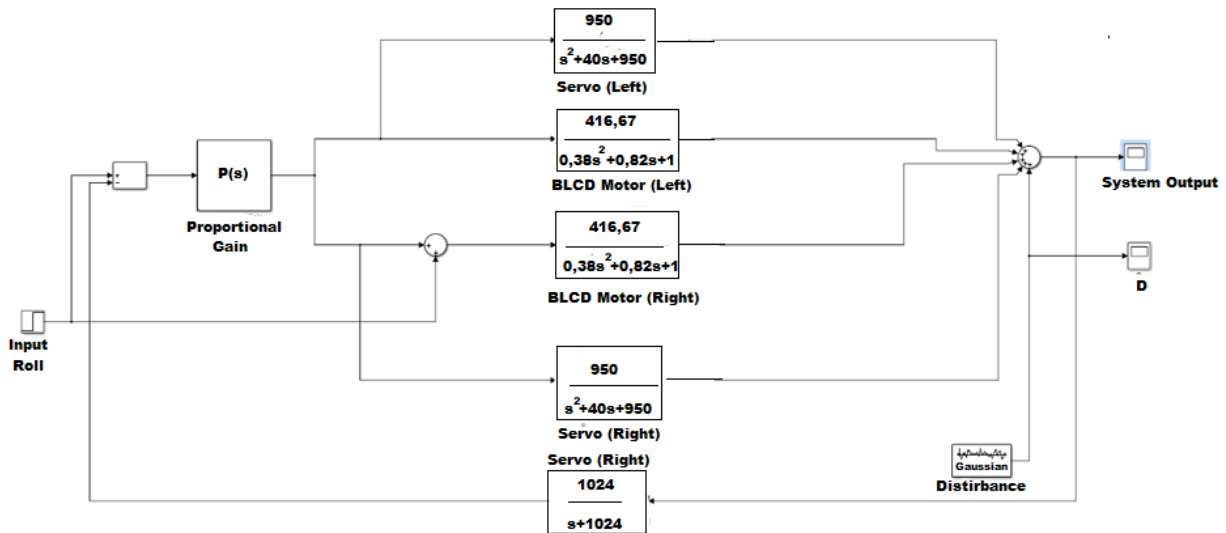 950
s²+40s+950
Servo (Left)
416,67
0,38s²+0,82s+1
BLCD Motor (Left)
P(s)
Proportional
Gain
System Output
416,67
0,38s²+0,82s+1
BLCD Motor (Right)
D
Input
Roll
950
s²+40s+950
Servo (Right)
Servo (Right)
Gaussian
Distirbance
1024
s+1024